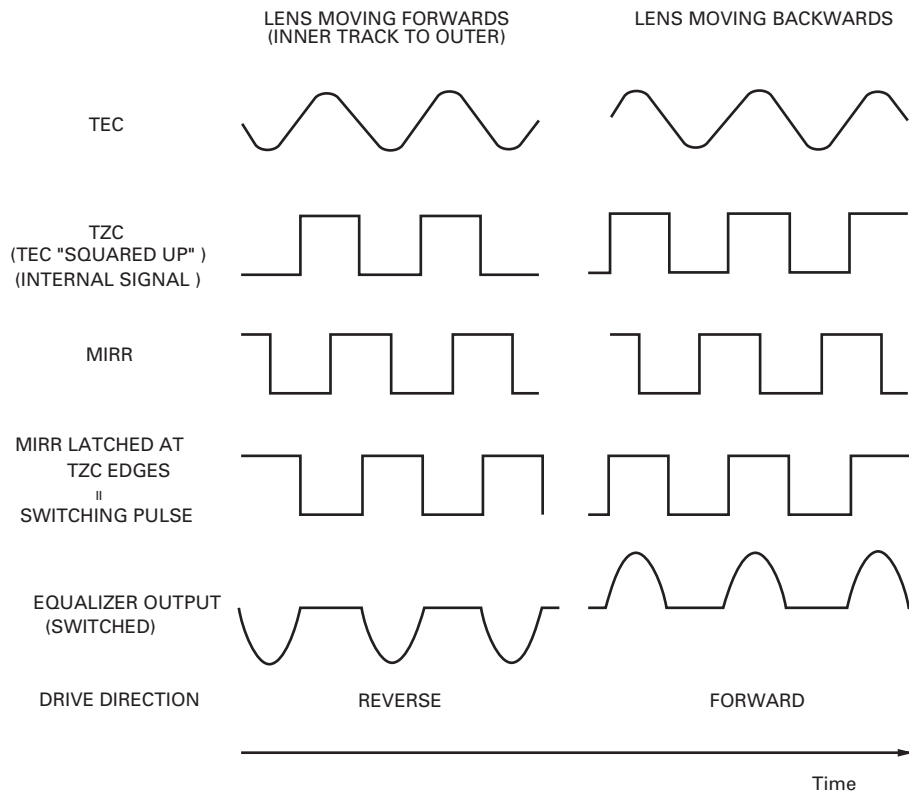 LENS MOVING FORWARDS
(INNER TRACK TO OUTER)
LENS MOVING BACKWARDS
TEC
TZC
(TEC "SQUARED UP" )
(INTERNAL SIGNAL )
MIRR
MIRR LATCHED AT
TZC EDGES
=
SWITCHING PULSE
EQUALIZER OUTPUT
(SWITCHED)
DRIVE DIRECTION
REVERSE
FORWARD
Time